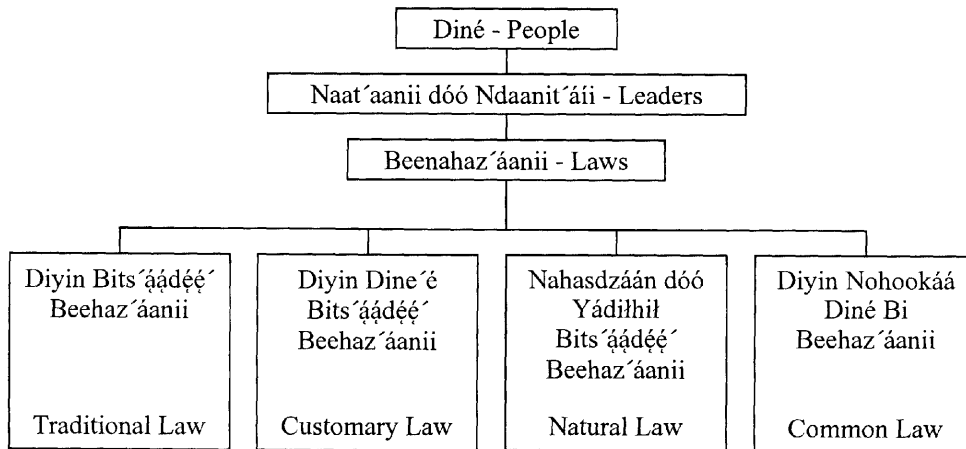 Diné - People
Naat´aanii dóó Ndaanit´áíi - Leaders
Beenahaz´áanii - Laws
Diyin Bits´ą́ą́dę́ę́´
Beehaz´áanii
Traditional Law
Diyin Dine´é
Bits´ą́ą́dę́ę́´
Beehaz´áanii
Customary Law
Nahasdzáán dóó
Yádiłhił
Bits´ą́ą́dę́ę́´
Beehaz´áanii
Natural Law
Diyin Nohookáá
Diné Bi
Beehaz´áanii
Common Law